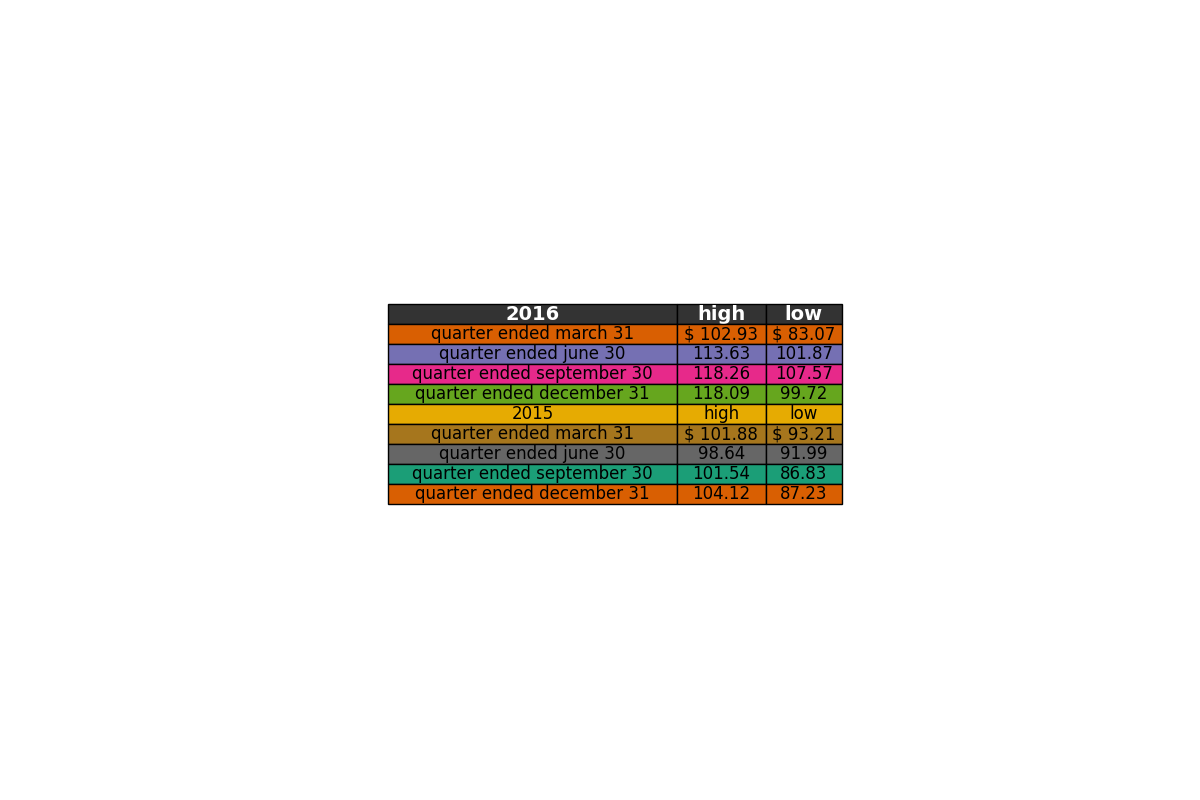 2016 high low
quarter ended march 31 $ 102.93 $ 83.07
quarter ended june 30 113.63 101.87
quarter ended september 30 118.26 107.57
quarter ended december 31 118.09 99.72
2015 high low
quarter ended march 31 $ 101.88 $ 93.21
quarter ended june 30 98.64 91.99
quarter ended september 30 101.54 86.83
quarter ended december 31 104.12 87.23